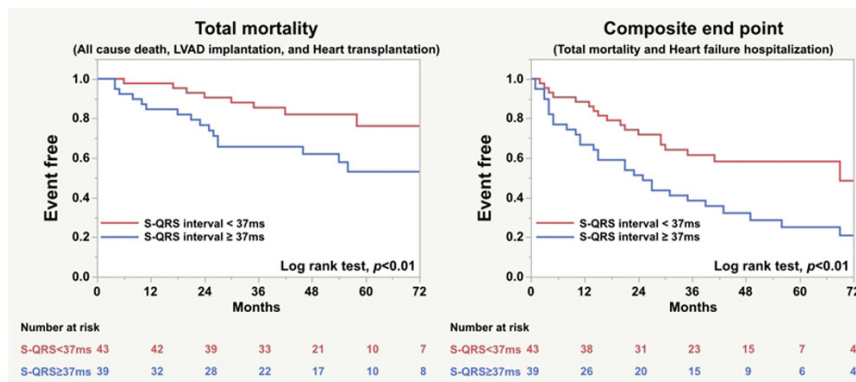 Total mortality
(All cause death, LVAD implantation, and Heart transplantation)
1.0
0.8
0.6
0.4
0.2
0.0
Event free
S-QRS interval < 37ms
S-QRS interval ≥ 37ms
Log rank test, p<0.01
0 12 24 36 48 60 72
Months
Number at risk
S-QRS<37ms 43 42 39 33 21 10 7
S-QRS≥37ms 39 32 28 22 17 10 8
Composite end point
(Total mortality and Heart failure hospitalization)
1.0
0.8
0.6
0.4
0.2
0.0
Event free
S-QRS interval < 37ms
S-QRS interval ≥ 37ms
Log rank test, p<0.01
0 12 24 36 48 60 72
Months
Number at risk
S-QRS<37ms 43 38 31 23 15 7 4
S-QRS≥37ms 39 26 20 15 9 6 4